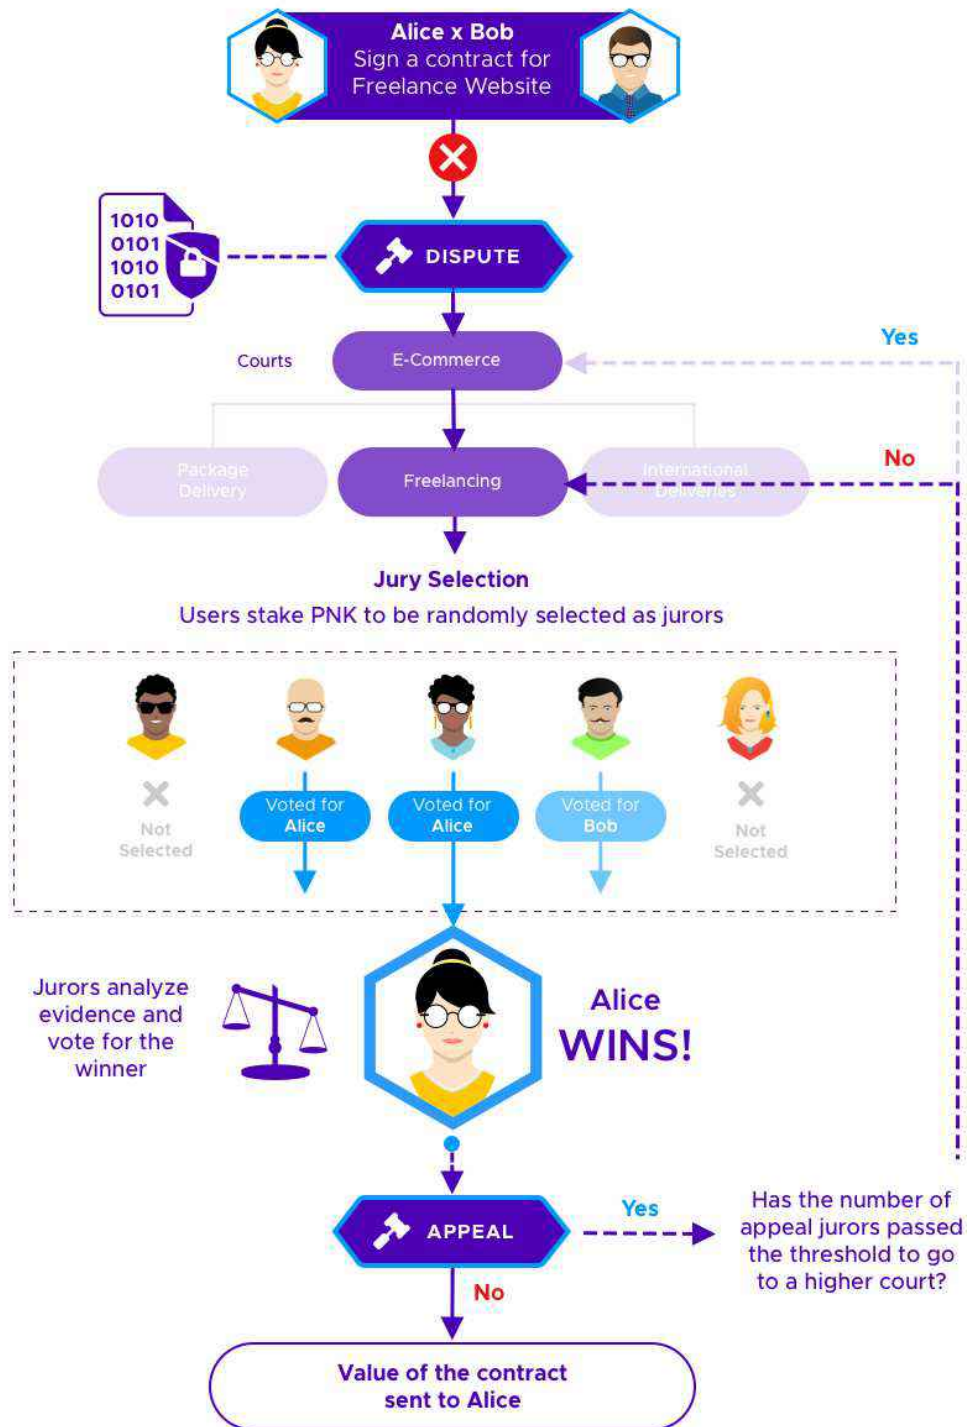 Alice x Bob
Sign a contract for
Freelance Website
1010
0101
1010
0101
DISPUTE
Yes
Courts
E-Commerce
No
Package
Delivery
Freelancing
International
Deliveries
Jury Selection
Users stake PNK to be randomly selected as jurors
Not
Selected
Voted for
Alice
Voted for
Alice
Voted for
Bob
Not
Selected
Jurors analyze
evidence and
vote for the
winner
Alice
WINS!
APPEAL
Yes
Has the number of
appeal jurors passed
the threshold to go
to a higher court?
No
Value of the contract
sent to Alice